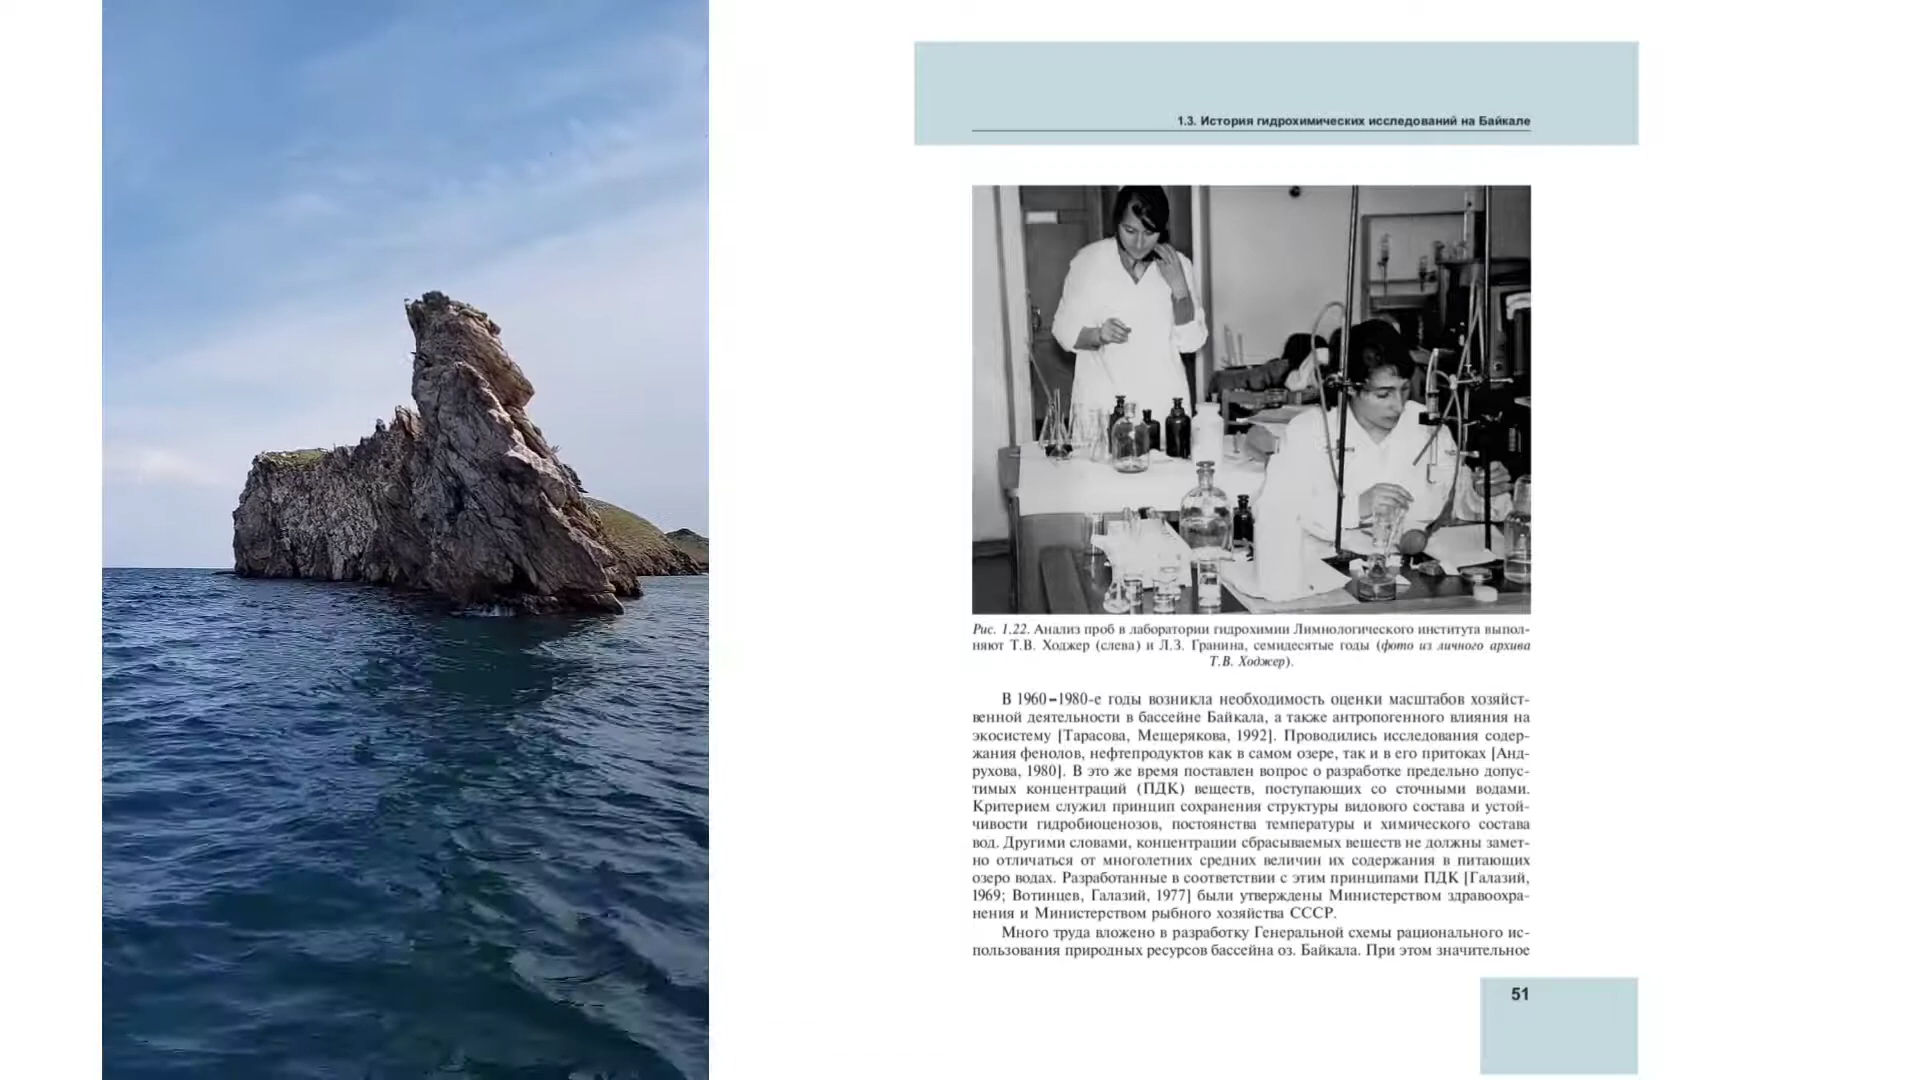 1.3. История гидрохимических исследований на Байкале
Рис. 1.22. Анализ проб в лаборатории гидрохимии Лимнологического института выпол-
няют Т.В. Ходжер (слева) и Л.З. Гранина, семидесятые годы (фото из личного архива
Т.В. Ходжер).
В 1960–1980-е годы возникла необходимость оценки масштабов хозяйст-
венной деятельности в бассейне Байкала, а также антропогенного влияния на
экосистему [Тарасова, Мещерякова, 1992]. Проводились исследования содер-
жания фенолов, нефтепродуктов как в самом озере, так и в его притоках [Анд-
рухова, 1980]. В это же время поставлен вопрос о разработке предельно допус-
тимых концентраций (ПДК) веществ, поступающих со сточными водами.
Критерием служил принцип сохранения структуры видового состава и устой-
чивости гидробиоценозов, постоянства температуры и химического состава
вод. Другими словами, концентрации сбрасываемых веществ не должны замет-
но отличаться от многолетних средних величин их содержания в питающих
озеро водах. Разработанные в соответствии с этим принципами ПДК [Галазий,
1969; Вотинцев, Галазий, 1977] были утверждены Министерством здравоохра-
нения и Министерством рыбного хозяйства СССР.
Много труда вложено в разработку Генеральной схемы рационального ис-
пользования природных ресурсов бассейна оз. Байкала. При этом значительное
51